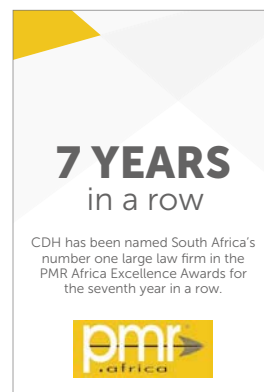 7 YEARS
in a row
CDH has been named South Africa's
number one large law firm in the
PMR Africa Excellence Awards for
the seventh year in a row.
pmr
.africa